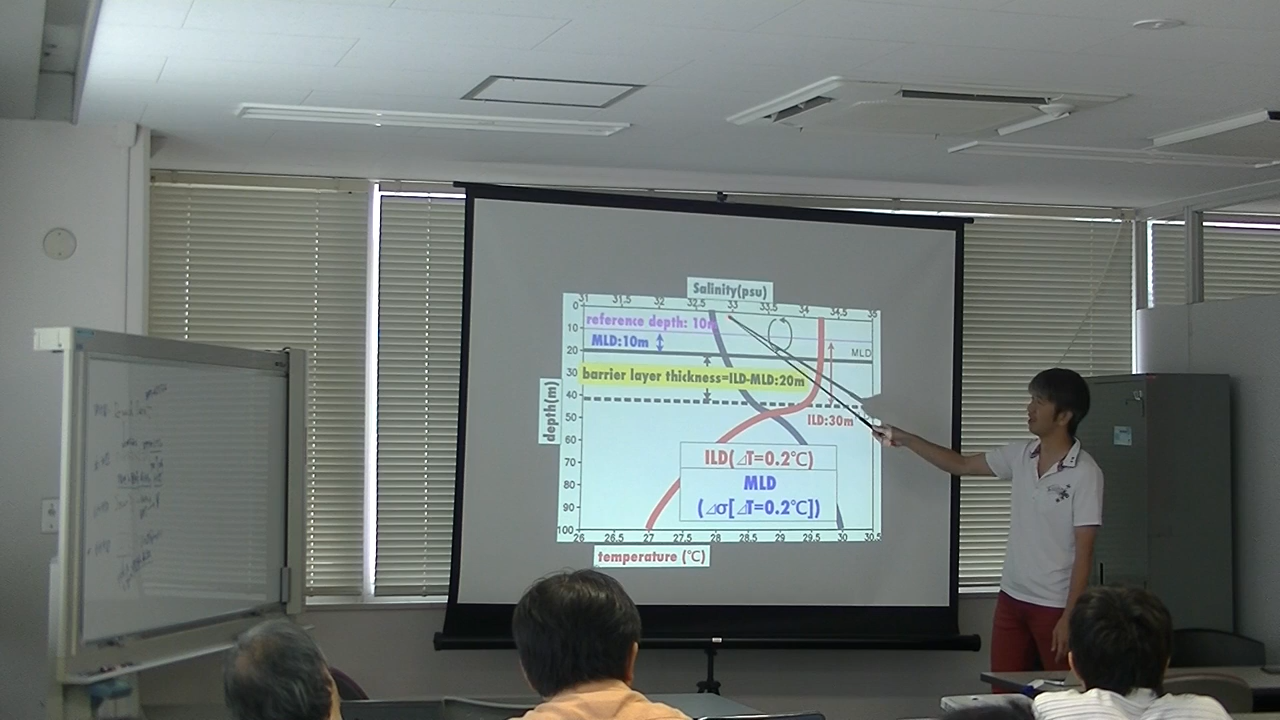 Salinity(psu)
31 31.5 32 32.5 33 33.5 34 34.5 35
0
10
20
30
40
50
60
70
80
90
100
depth(m)
reference depth: 10m
MLD:10m
MLD
barrier layer thickness=ILD-MLD:20m
ILD:30m
ILD(⊿T=0.2℃)
MLD
(⊿σ[⊿T=0.2℃])
26 26.5 27 27.5 28 28.5 29 29.5 30 30.5
temperature (℃)